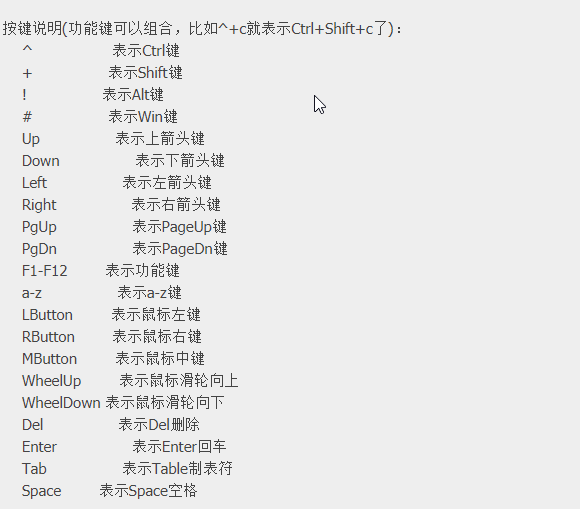 按键说明(功能键可以组合，比如^+c就表示Ctrl+Shift+c了)：
^ 表示Ctrl键
+ 表示Shift键
! 表示Alt键
# 表示Win键
Up 表示上箭头键
Down 表示下箭头键
Left 表示左箭头键
Right 表示右箭头键
PgUp 表示PageUp键
PgDn 表示PageDn键
F1-F12 表示功能键
a-z 表示a-z键
LButton 表示鼠标左键
RButton 表示鼠标右键
MButton 表示鼠标中键
WheelUp 表示鼠标滑轮向上
WheelDown 表示鼠标滑轮向下
Del 表示Del删除
Enter 表示Enter回车
Tab 表示Table制表符
Space 表示Space空格